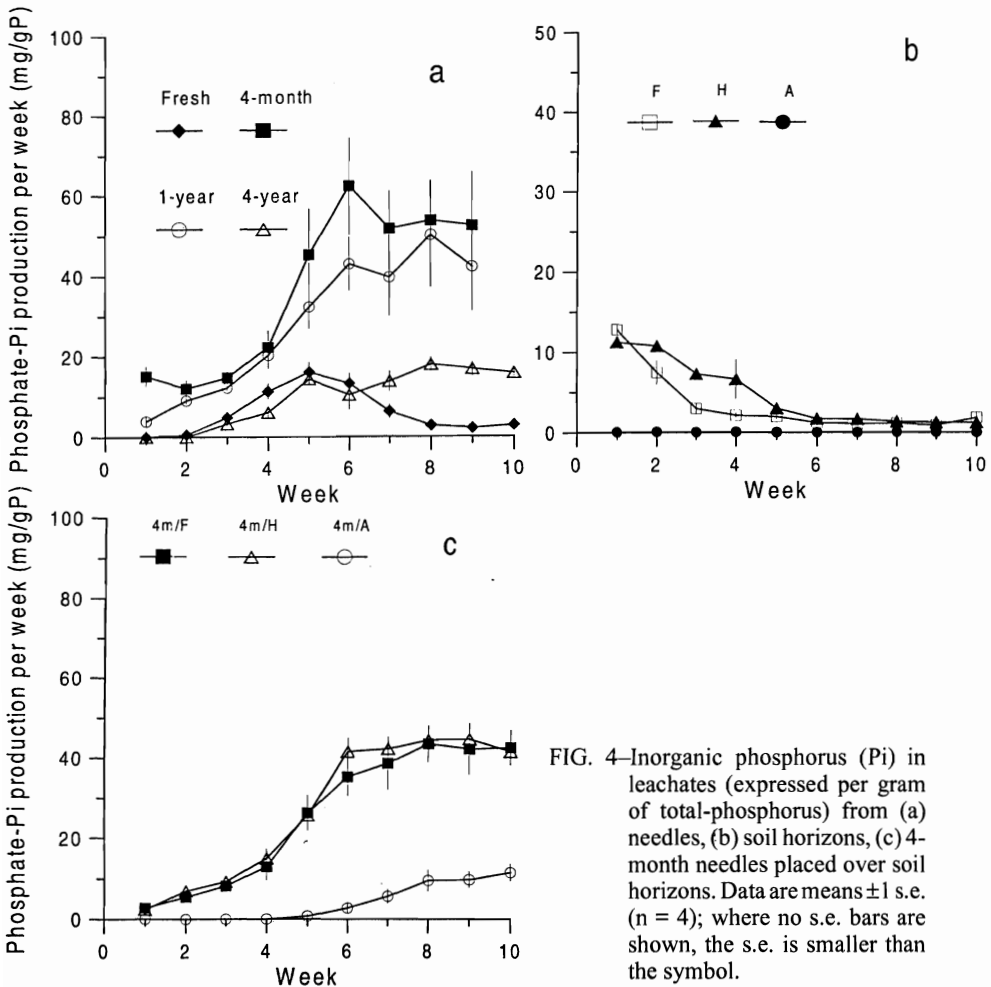 Phosphate-Pi production per week (mg/gP)
100
80
60
40
20
0
a
Fresh 4-month
1-year 4-year
0 2 4 6 8 10
Week
50
40
30
20
10
0
b
F H A
0 2 4 6 8 10
Week
Phosphate-Pi production per week (mg/gP)
100
80
60
40
20
0
4m/F 4m/H 4m/A
c
0 2 4 6 8 10
Week
FIG. 4–Inorganic phosphorus (Pi) in
leachates (expressed per gram
of total-phosphorus) from (a)
needles, (b) soil horizons, (c) 4-
month needles placed over soil
horizons. Data are means ±1 s.e.
(n = 4); where no s.e. bars are
shown, the s.e. is smaller than
the symbol.